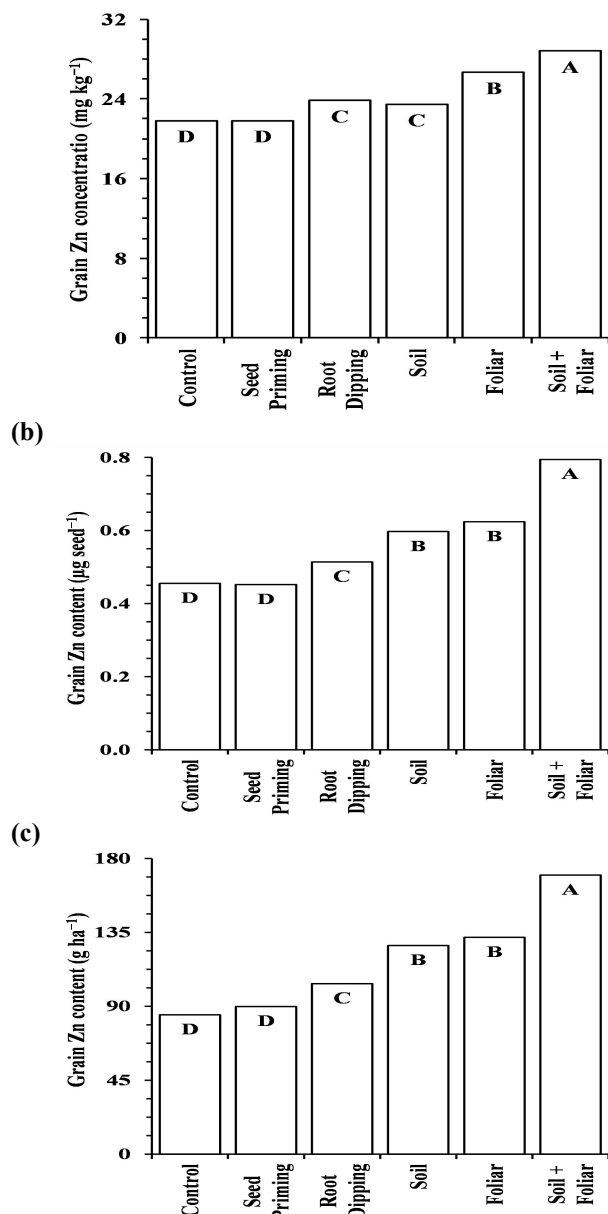 Grain Zn concentratio (mg kg⁻¹)
32
24
16
8
0
D
D
C
C
B
A
Control
Seed
Priming
Root
Dipping
Soil
Foliar
Soil +
Foliar
(b)
Grain Zn content (µg seed⁻¹)
0.8
0.6
0.4
0.2
0.0
D
D
C
B
B
A
Control
Seed
Priming
Root
Dipping
Soil
Foliar
Soil +
Foliar
(c)
Grain Zn content (g ha⁻¹)
180
135
90
45
0
D
D
C
B
B
A
Control
Seed
Priming
Root
Dipping
Soil
Foliar
Soil +
Foliar